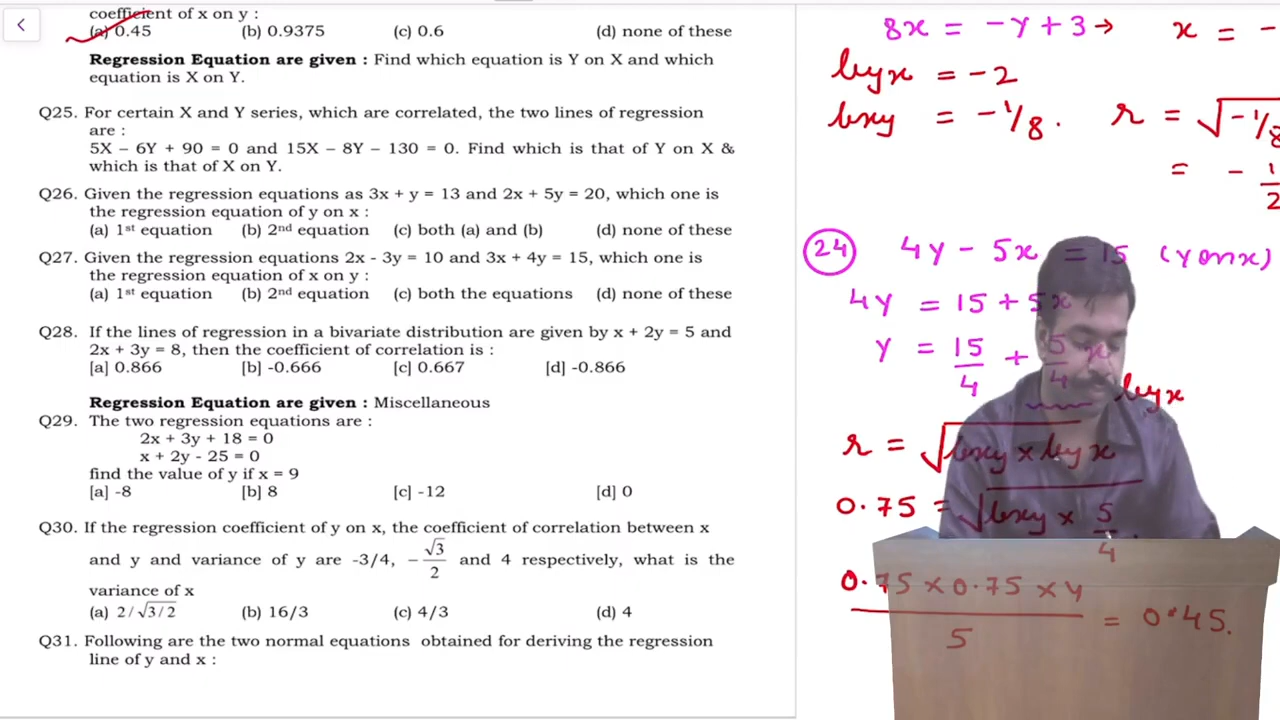 coefficient of x on y :
(a) 0.45 (b) 0.9375 (c) 0.6 (d) none of these
Regression Equation are given : Find which equation is Y on X and which
equation is X on Y.
Q25. For certain X and Y series, which are correlated, the two lines of regression
are :
5X – 6Y + 90 = 0 and 15X – 8Y – 130 = 0. Find which is that of Y on X &
which is that of X on Y.
Q26. Given the regression equations as 3x + y = 13 and 2x + 5y = 20, which one is
the regression equation of y on x :
(a) 1st equation (b) 2nd equation (c) both (a) and (b) (d) none of these
Q27. Given the regression equations 2x - 3y = 10 and 3x + 4y = 15, which one is
the regression equation of x on y :
(a) 1st equation (b) 2nd equation (c) both the equations (d) none of these
Q28. If the lines of regression in a bivariate distribution are given by x + 2y = 5 and
2x + 3y = 8, then the coefficient of correlation is :
[a] 0.866 [b] -0.666 [c] 0.667 [d] -0.866
Regression Equation are given : Miscellaneous
Q29. The two regression equations are :
2x + 3y + 18 = 0
x + 2y - 25 = 0
find the value of y if x = 9
[a] -8 [b] 8 [c] -12 [d] 0
Q30. If the regression coefficient of y on x, the coefficient of correlation between x
and y and variance of y are -3/4, – √3/2 and 4 respectively, what is the
variance of x
(a) 2/√3/2 (b) 16/3 (c) 4/3 (d) 4
Q31. Following are the two normal equations obtained for deriving the regression
line of y and x :
8x = -y + 3 → x = -
byx = -2
bxy = -1/8. r = √-1/8
= - 1/2
24 4y - 5x = 15 (y on x)
4y = 15 + 5x
y = 15/4 + 5/4 x
byx
r = √bxy × byx
0.75 = √bxy × 5/4
0.75 × 0.75 × 4 / 5 = 0.45.